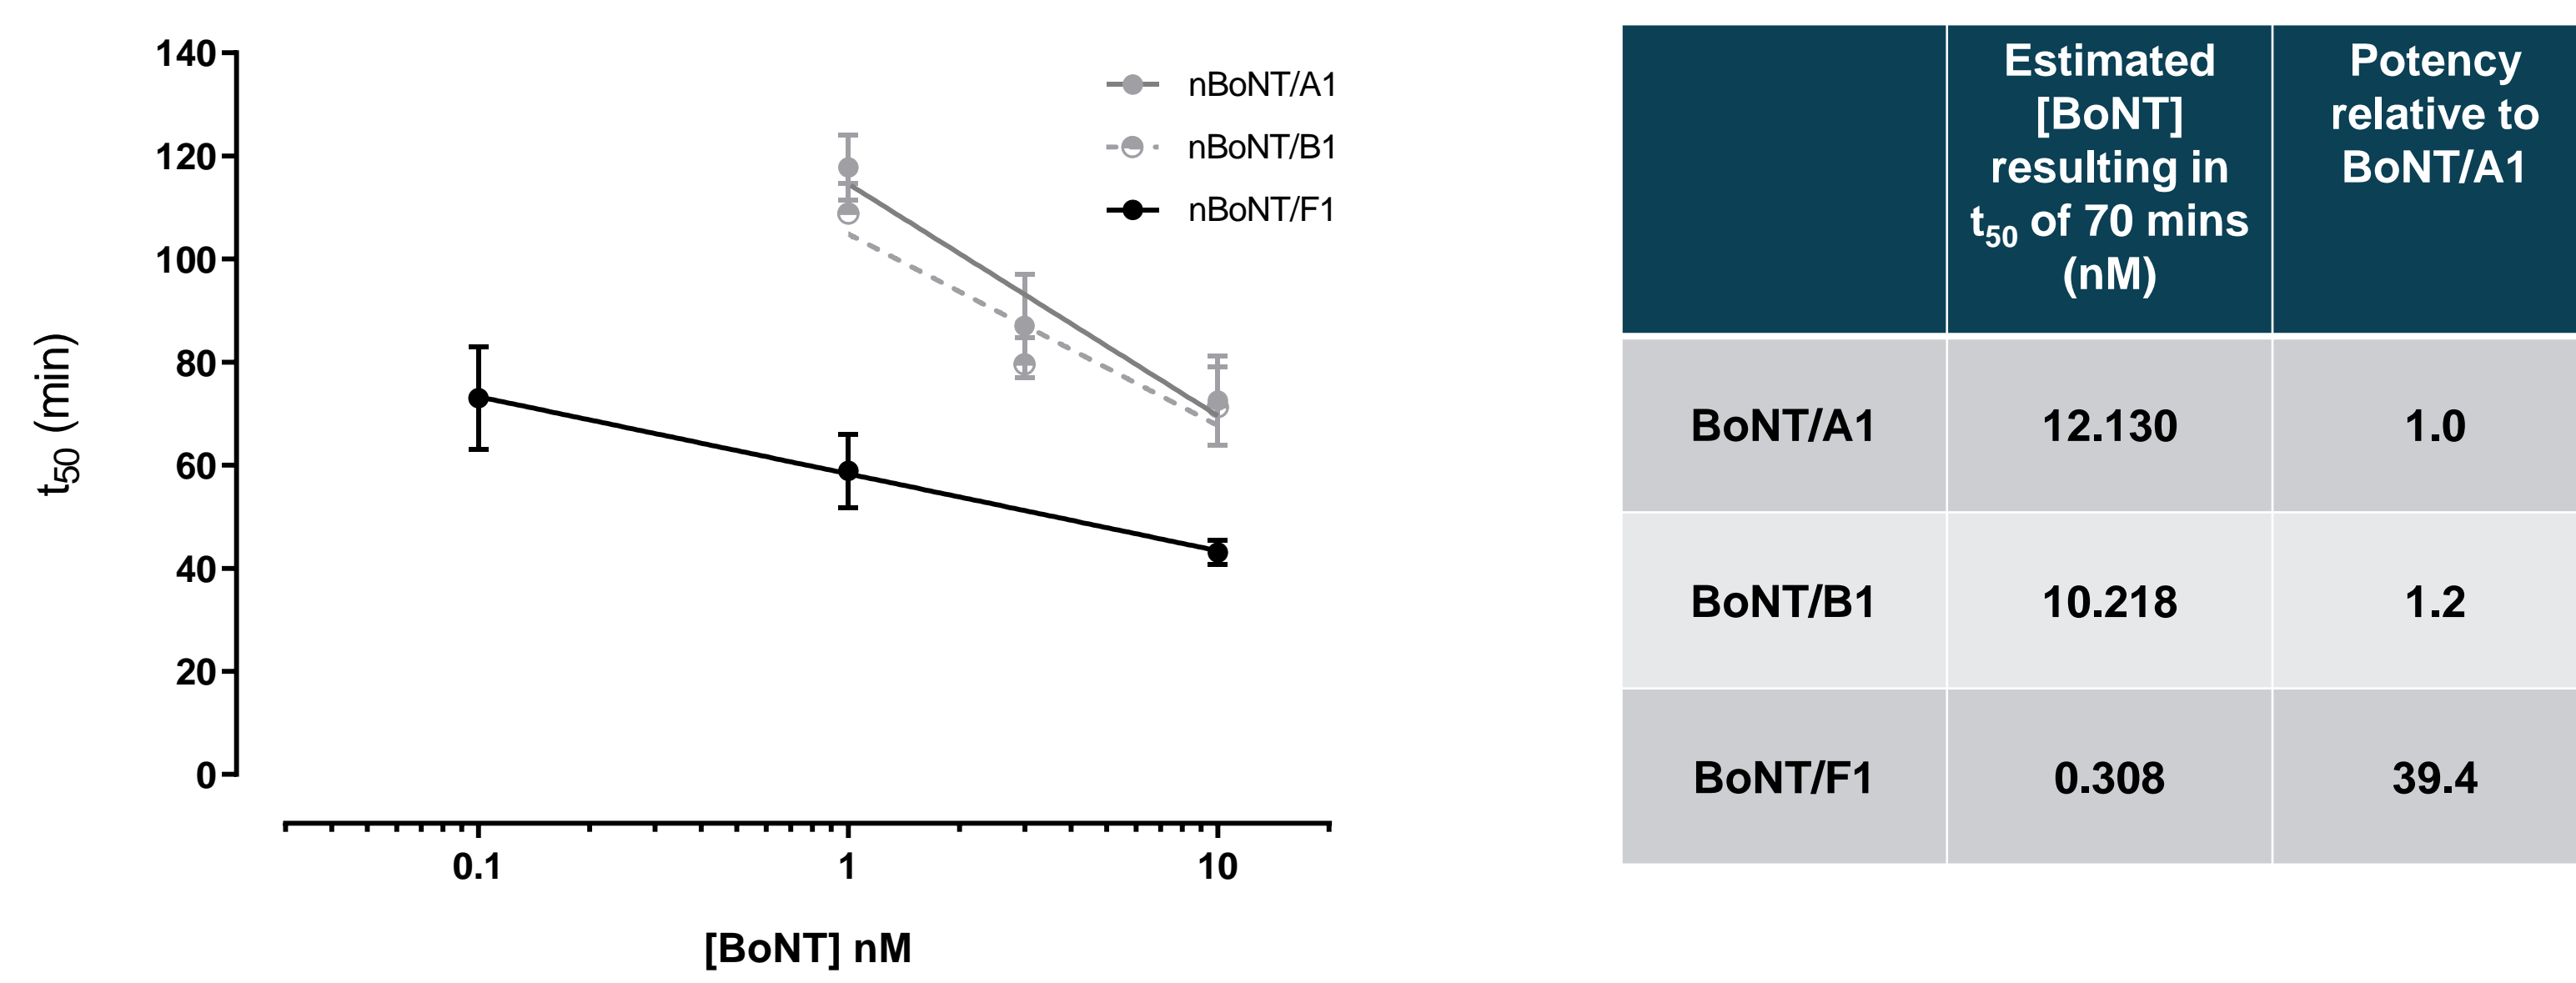 140
120
100
80
60
40
20
0
t50 (min)
0.1
1
10
[BoNT] nM
nBoNT/A1
nBoNT/B1
nBoNT/F1
Estimated
[BoNT]
resulting in
t50 of 70 mins
(nM)
Potency
relative to
BoNT/A1
BoNT/A1 12.130 1.0
BoNT/B1 10.218 1.2
BoNT/F1 0.308 39.4